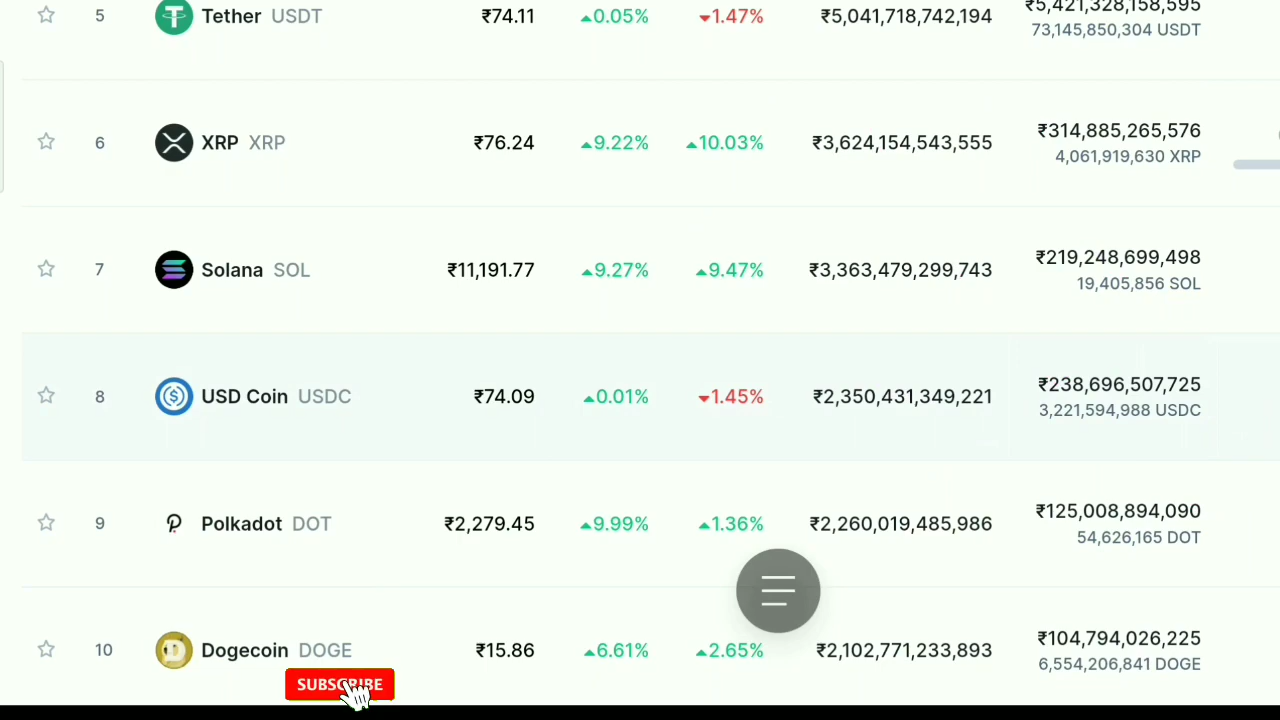 ₹5,421,328,158,595
5 Tether USDT ₹74.11 0.05% 1.47% ₹5,041,718,742,194
73,145,850,304 USDT
₹314,885,265,576
6 XRP XRP ₹76.24 9.22% 10.03% ₹3,624,154,543,555
4,061,919,630 XRP
₹219,248,699,498
7 Solana SOL ₹11,191.77 9.27% 9.47% ₹3,363,479,299,743
19,405,856 SOL
₹238,696,507,725
8 USD Coin USDC ₹74.09 0.01% 1.45% ₹2,350,431,349,221
3,221,594,988 USDC
₹125,008,894,090
9 Polkadot DOT ₹2,279.45 9.99% 1.36% ₹2,260,019,485,986
54,626,165 DOT
₹104,794,026,225
10 Dogecoin DOGE ₹15.86 6.61% 2.65% ₹2,102,771,233,893
6,554,206,841 DOGE
SUBSCRIBE